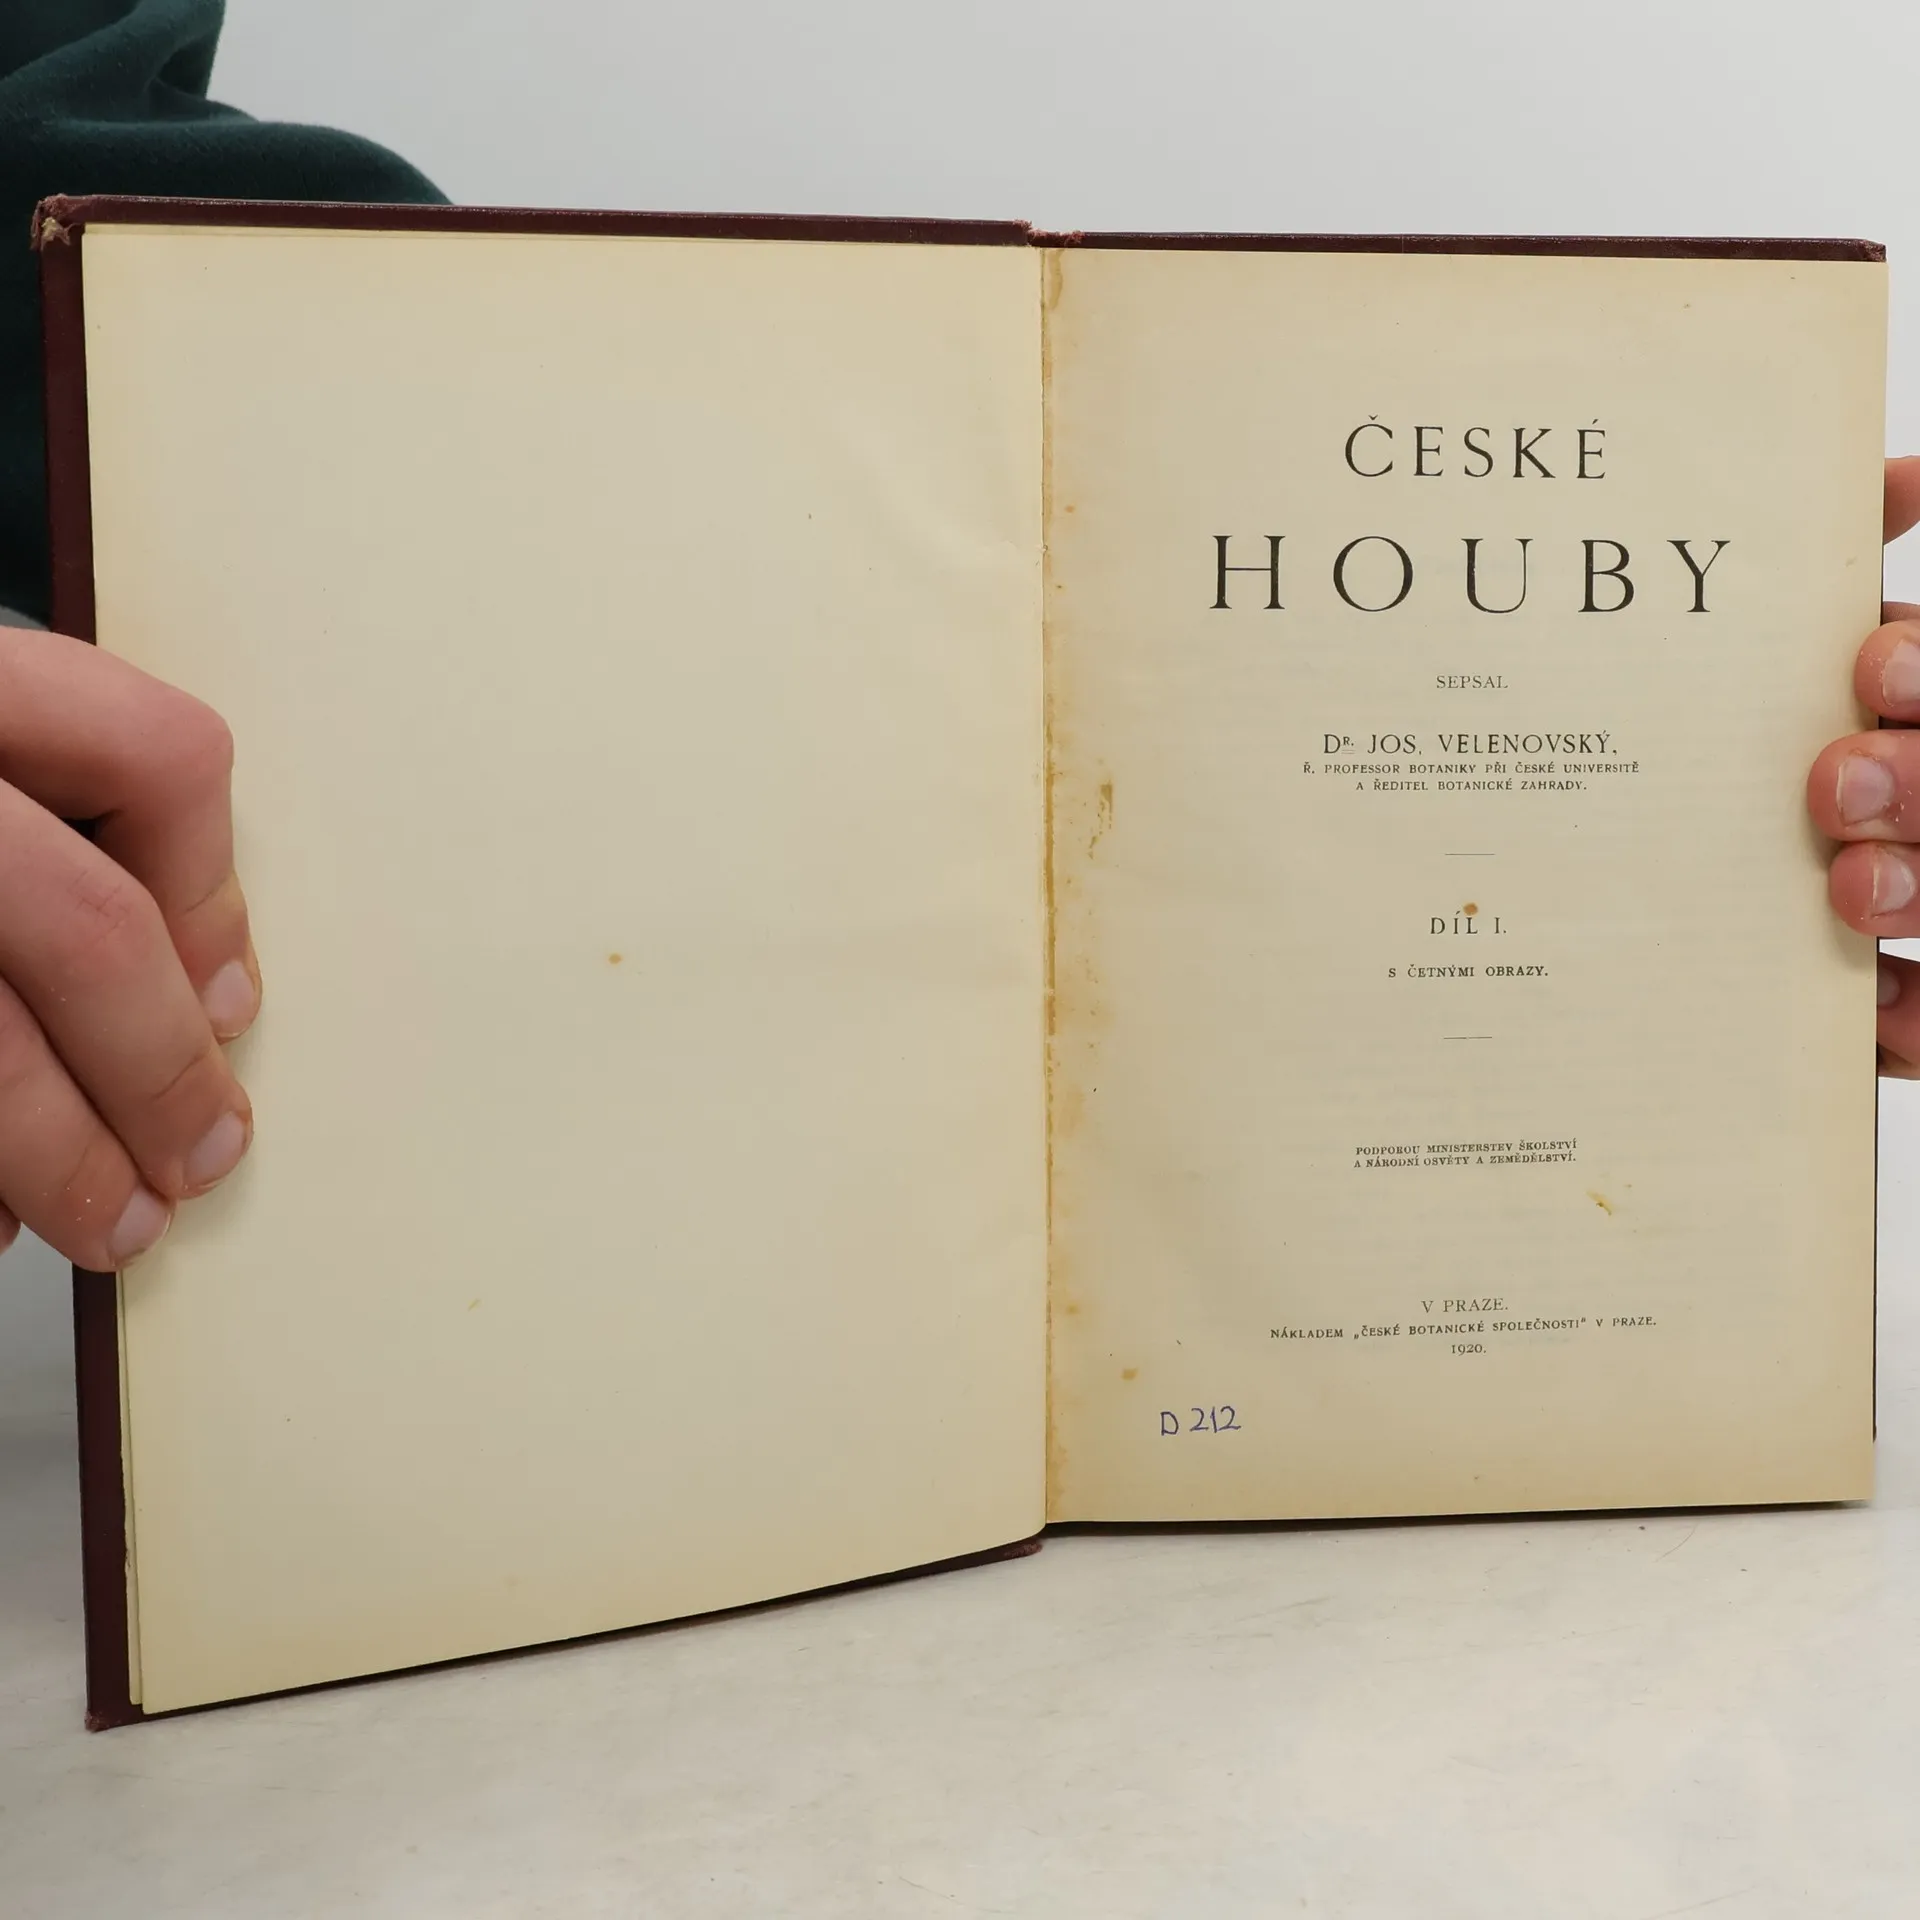 ČESKÉ
HOUBY
SEPSAL
DR. JOS. VELENOVSKÝ,
Ř. PROFESSOR BOTANIKY PŘI ČESKÉ UNIVERSITĚ
A ŘEDITEL BOTANICKÉ ZAHRADY.
DÍL I.
S ČETNÝMI OBRAZY.
PODPOROU MINISTERSTEV ŠKOLSTVÍ
A NÁRODNÍ OSVĚTY A ZEMĚDĚLSTVÍ.
V PRAZE.
NÁKLADEM „ČESKÉ BOTANICKÉ SPOLEČNOSTI“ V PRAZE.
1920.
D 212